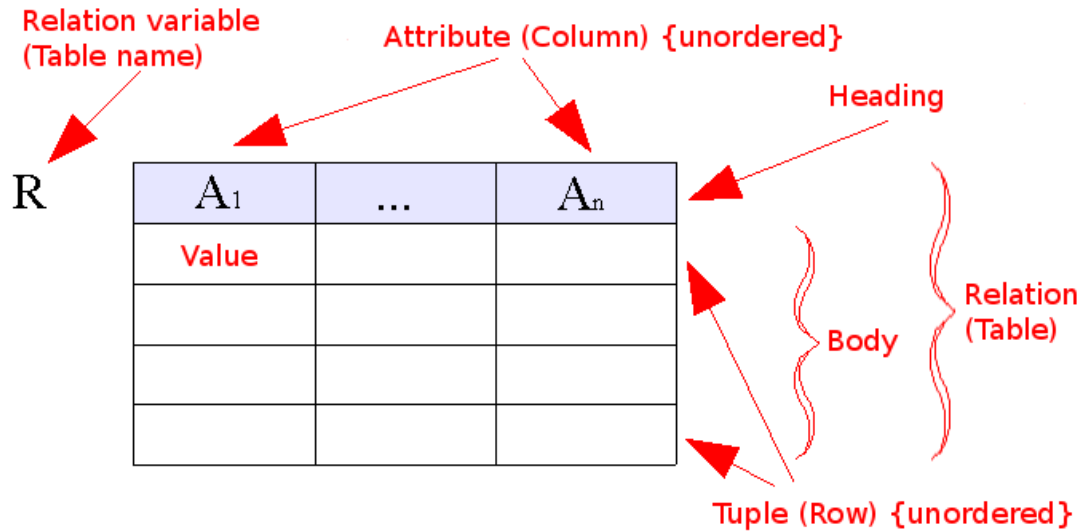 Relation variable
(Table name)
Attribute (Column) {unordered}
Heading
R
A1 ... An
Value
Body
Relation
(Table)
Tuple (Row) {unordered}